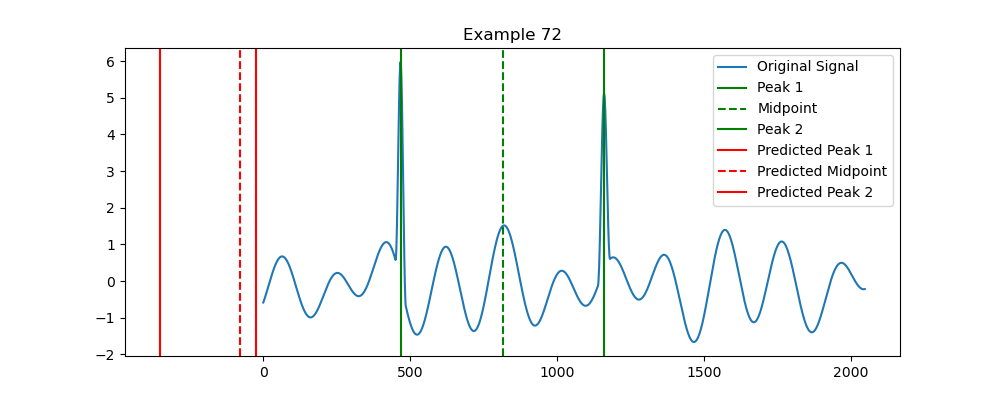 Example 72
6
5
4
3
2
1
0
−1
−2
0
500
1000
1500
2000
Original Signal
Peak 1
Midpoint
Peak 2
Predicted Peak 1
Predicted Midpoint
Predicted Peak 2